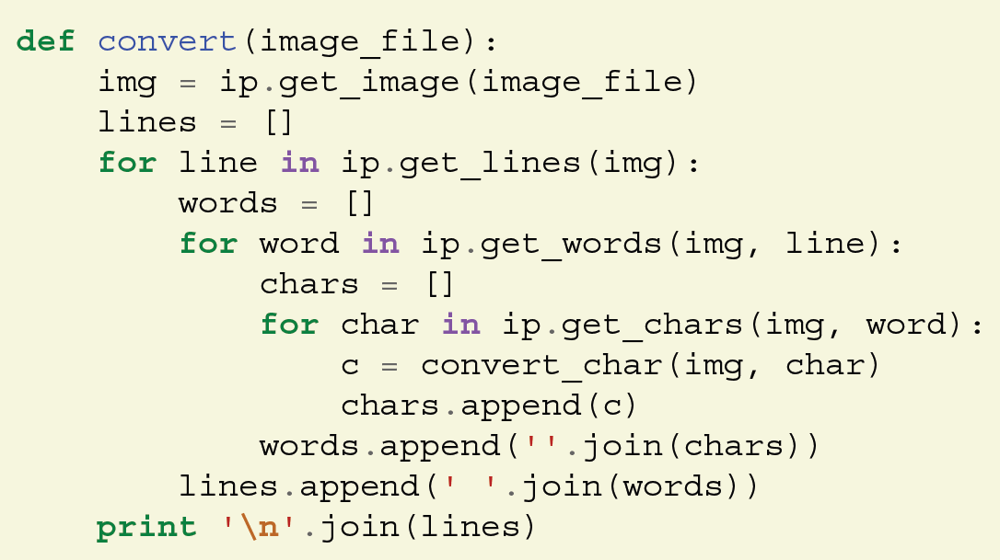 def convert(image_file):
    img = ip.get_image(image_file)
    lines = []
    for line in ip.get_lines(img):
        words = []
        for word in ip.get_words(img, line):
            chars = []
            for char in ip.get_chars(img, word):
                c = convert_char(img, char)
                chars.append(c)
            words.append(''.join(chars))
        lines.append(' '.join(words))
    print '\n'.join(lines)